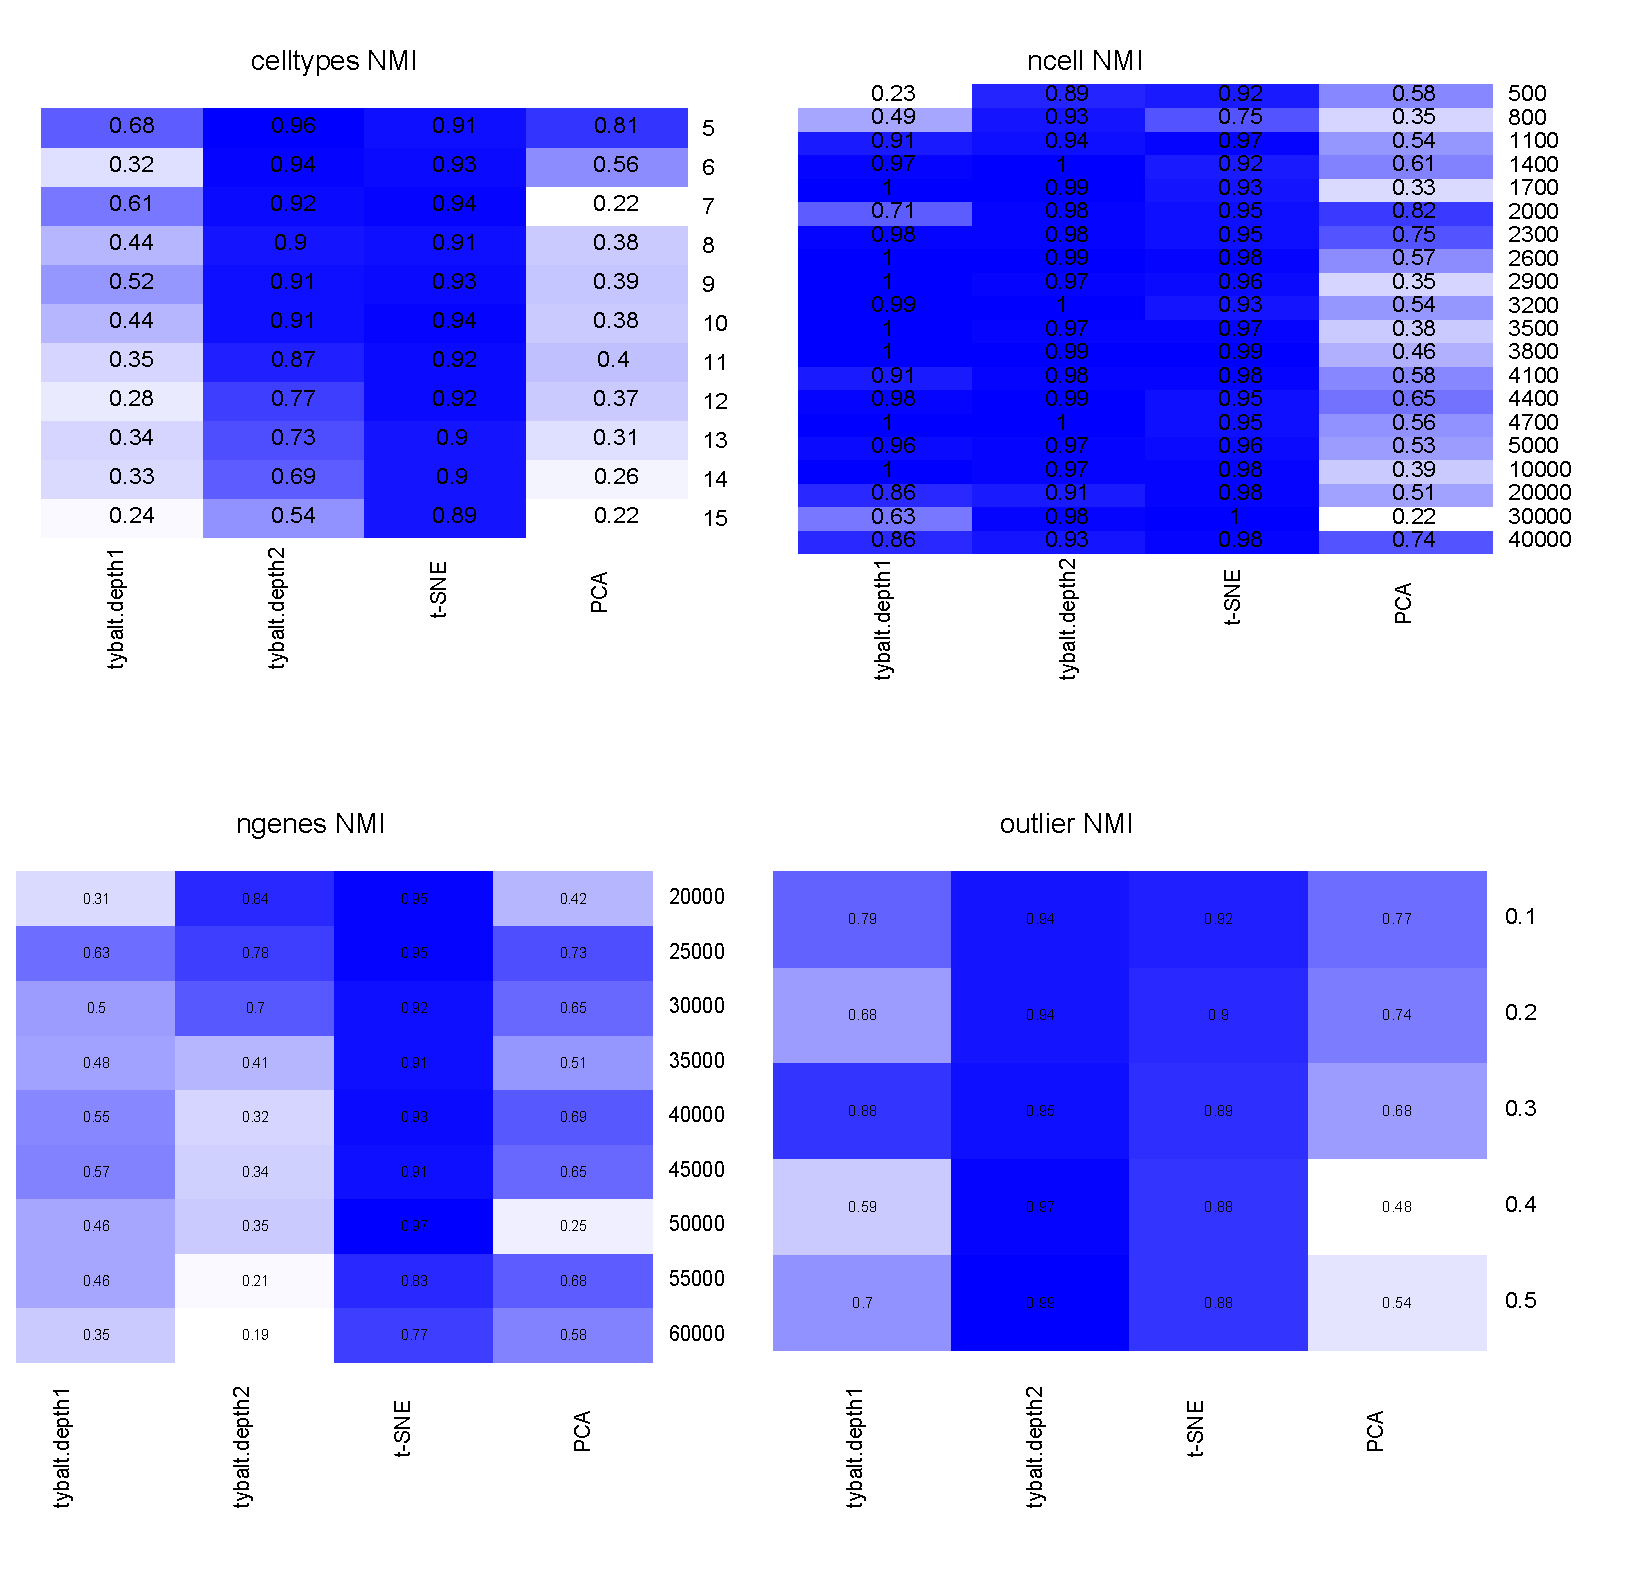 celltypes NMI
0.68 0.96 0.91 0.81 5
0.32 0.94 0.93 0.56 6
0.61 0.92 0.94 0.22 7
0.44 0.9 0.91 0.38 8
0.52 0.91 0.93 0.39 9
0.44 0.91 0.94 0.38 10
0.35 0.87 0.92 0.4 11
0.28 0.77 0.92 0.37 12
0.34 0.73 0.9 0.31 13
0.33 0.69 0.9 0.26 14
0.24 0.54 0.89 0.22 15
tybalt.depth1 tybalt.depth2 t-SNE PCA
ncell NMI
0.23 0.89 0.92 0.58 500
0.49 0.93 0.75 0.35 800
0.91 0.94 0.97 0.54 1100
0.97 1 0.92 0.61 1400
1 0.99 0.93 0.33 1700
0.71 0.98 0.95 0.82 2000
0.98 0.98 0.95 0.75 2300
1 0.99 0.98 0.57 2600
1 0.97 0.96 0.35 2900
0.99 1 0.93 0.54 3200
1 0.97 0.97 0.38 3500
1 0.99 0.99 0.46 3800
0.91 0.98 0.98 0.58 4100
0.98 0.99 0.95 0.65 4400
1 1 0.95 0.56 4700
0.96 0.97 0.96 0.53 5000
1 0.97 0.98 0.39 10000
0.86 0.91 0.98 0.51 20000
0.63 0.98 1 0.22 30000
0.86 0.93 0.98 0.74 40000
tybalt.depth1 tybalt.depth2 t-SNE PCA
ngenes NMI
0.31 0.84 0.95 0.42 20000
0.63 0.78 0.95 0.73 25000
0.5 0.7 0.92 0.65 30000
0.48 0.41 0.91 0.51 35000
0.55 0.32 0.93 0.69 40000
0.57 0.34 0.91 0.65 45000
0.46 0.35 0.97 0.25 50000
0.46 0.21 0.83 0.68 55000
0.35 0.19 0.77 0.58 60000
tybalt.depth1 tybalt.depth2 t-SNE PCA
outlier NMI
0.79 0.94 0.92 0.77 0.1
0.68 0.94 0.9 0.74 0.2
0.88 0.95 0.89 0.68 0.3
0.59 0.97 0.88 0.48 0.4
0.7 0.99 0.88 0.54 0.5
tybalt.depth1 tybalt.depth2 t-SNE PCA